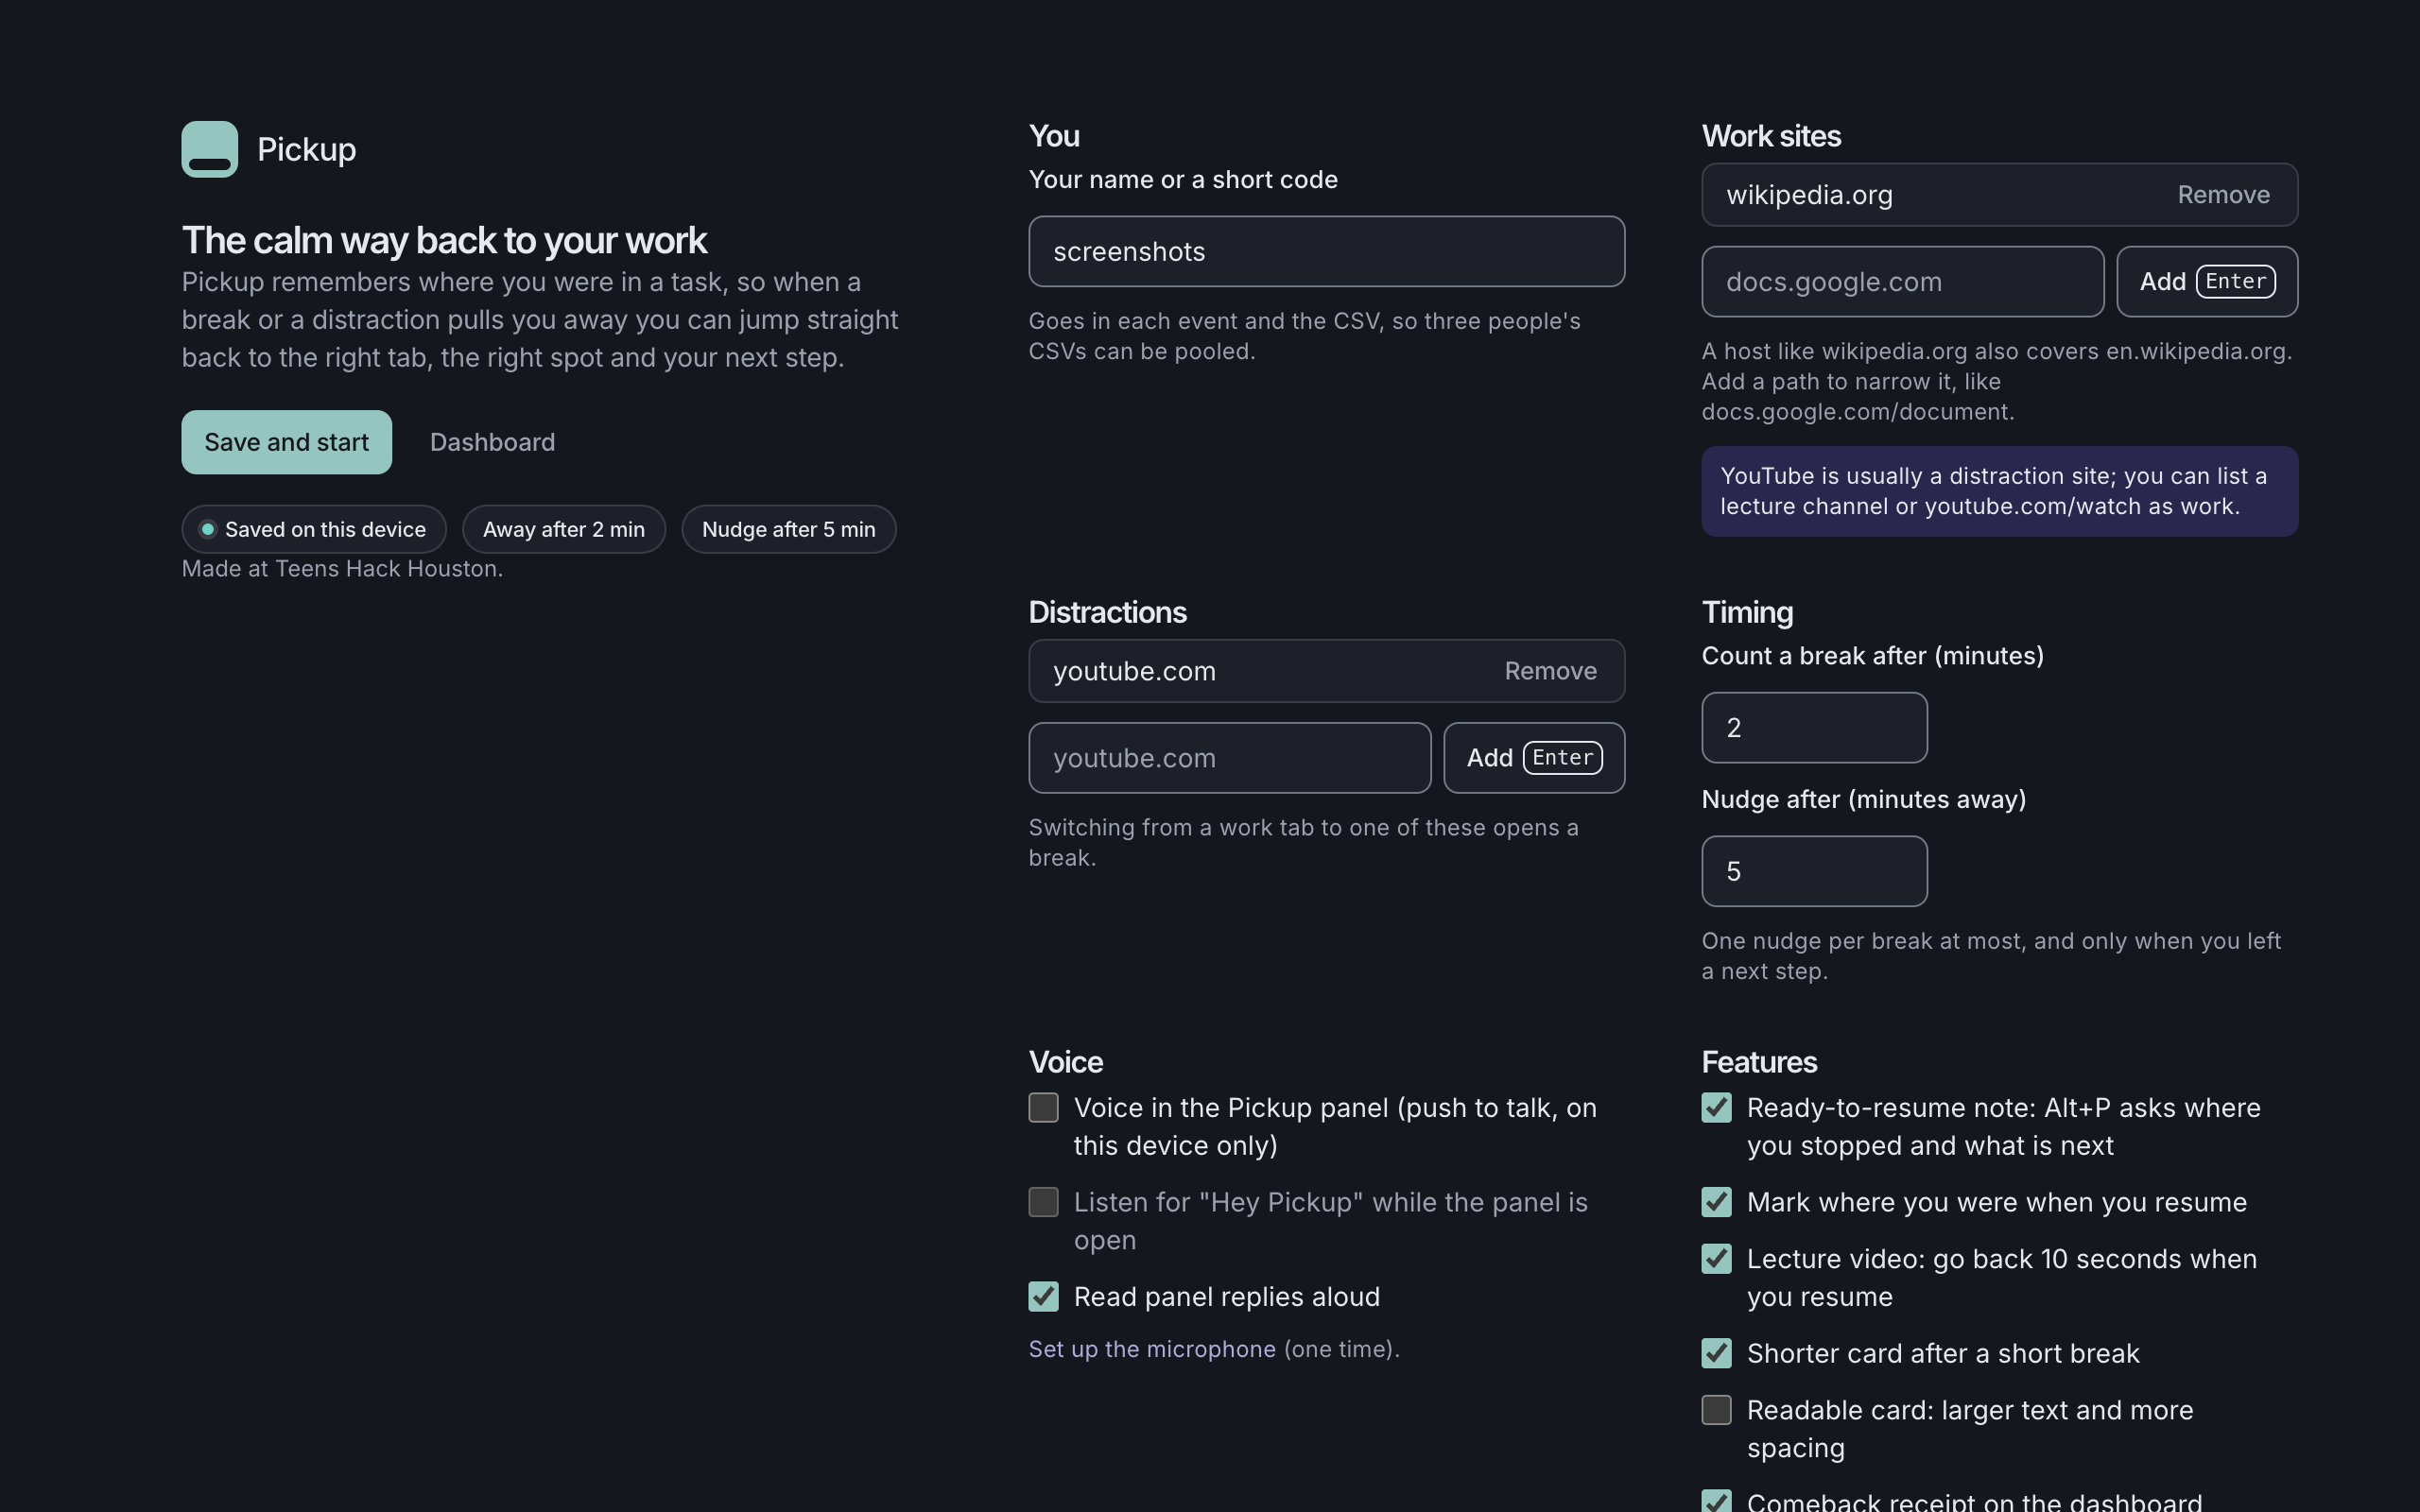 Pickup
The calm way back to your work
Pickup remembers where you were in a task, so when a
break or a distraction pulls you away you can jump straight
back to the right tab, the right spot and your next step.
Save and start
Dashboard
Saved on this device
Away after 2 min
Nudge after 5 min
Made at Teens Hack Houston.
You
Your name or a short code
screenshots
Goes in each event and the CSV, so three people's
CSVs can be pooled.
Work sites
wikipedia.org
Remove
docs.google.com
Add Enter
A host like wikipedia.org also covers en.wikipedia.org.
Add a path to narrow it, like
docs.google.com/document.
YouTube is usually a distraction site; you can list a
lecture channel or youtube.com/watch as work.
Distractions
youtube.com
Remove
youtube.com
Add Enter
Switching from a work tab to one of these opens a
break.
Timing
Count a break after (minutes)
2
Nudge after (minutes away)
5
One nudge per break at most, and only when you left
a next step.
Voice
Voice in the Pickup panel (push to talk, on
this device only)
Listen for "Hey Pickup" while the panel is
open
Read panel replies aloud
Set up the microphone (one time).
Features
Ready-to-resume note: Alt+P asks where
you stopped and what is next
Mark where you were when you resume
Lecture video: go back 10 seconds when
you resume
Shorter card after a short break
Readable card: larger text and more
spacing
Comeback receipt on the dashboard